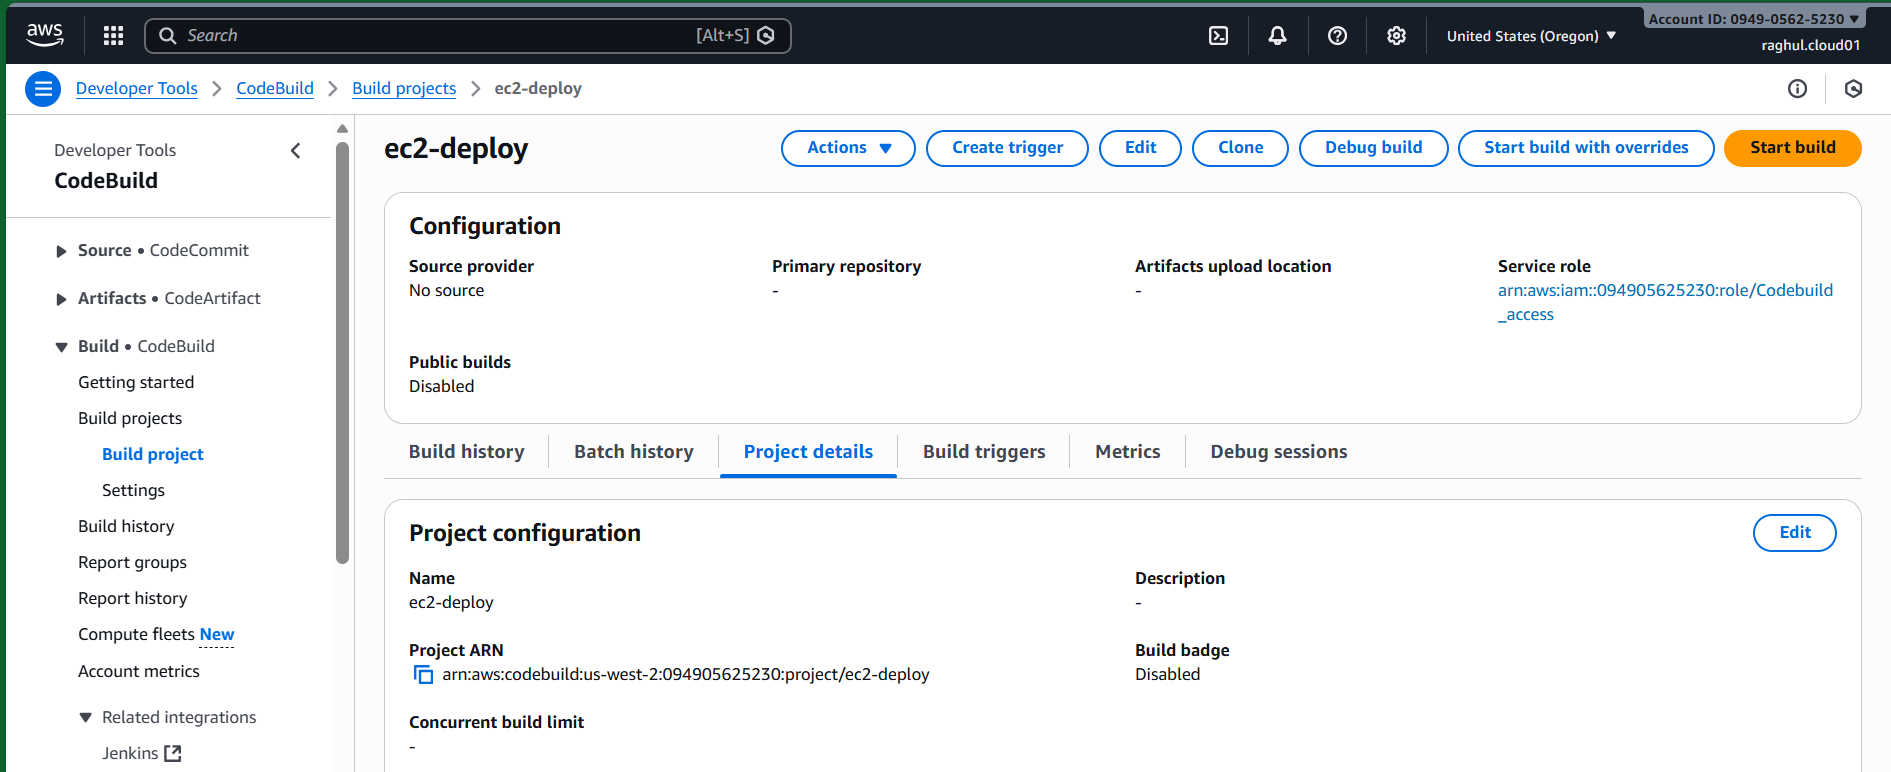 aws
Search
[Alt+S]
United States (Oregon) ▼
Account ID: 0949-0562-5230 ▼
raghul.cloud01
Developer Tools > CodeBuild > Build projects > ec2-deploy
Developer Tools
CodeBuild
Source • CodeCommit
Artifacts • CodeArtifact
Build • CodeBuild
Getting started
Build projects
Build project
Settings
Build history
Report groups
Report history
Compute fleets New
Account metrics
Related integrations
Jenkins
ec2-deploy
Actions ▼
Create trigger
Edit
Clone
Debug build
Start build with overrides
Start build
Configuration
Source provider
No source
Primary repository
-
Artifacts upload location
-
Service role
arn:aws:iam::094905625230:role/Codebuild
_access
Public builds
Disabled
Build history
Batch history
Project details
Build triggers
Metrics
Debug sessions
Project configuration
Edit
Name
ec2-deploy
Description
-
Project ARN
arn:aws:codebuild:us-west-2:094905625230:project/ec2-deploy
Build badge
Disabled
Concurrent build limit
-